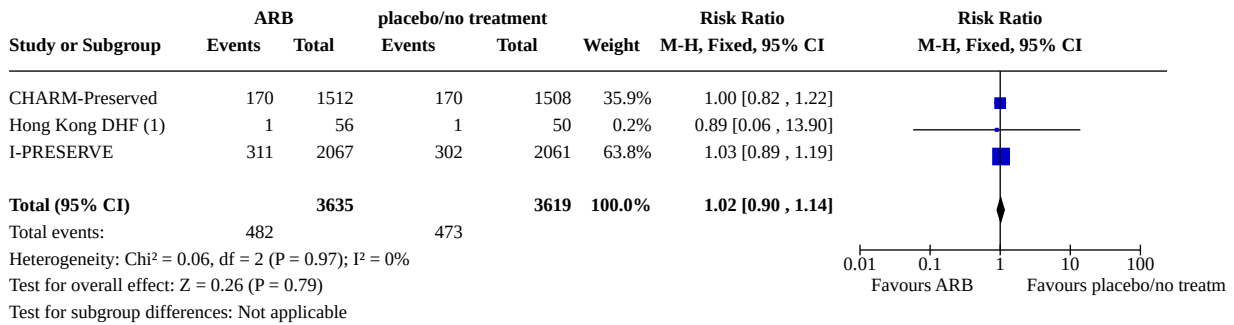 ARB placebo/no treatment Risk Ratio Risk Ratio
Study or Subgroup Events Total Events Total Weight M-H, Fixed, 95% CI M-H, Fixed, 95% CI
CHARM-Preserved 170 1512 170 1508 35.9% 1.00 [0.82 , 1.22]
Hong Kong DHF (1) 1 56 1 50 0.2% 0.89 [0.06 , 13.90]
I-PRESERVE 311 2067 302 2061 63.8% 1.03 [0.89 , 1.19]
Total (95% CI) 3635 3619 100.0% 1.02 [0.90 , 1.14]
Total events: 482 473
Heterogeneity: Chi² = 0.06, df = 2 (P = 0.97); I² = 0%
0.01 0.1 1 10 100
Test for overall effect: Z = 0.26 (P = 0.79) Favours ARB Favours placebo/no treatm
Test for subgroup differences: Not applicable